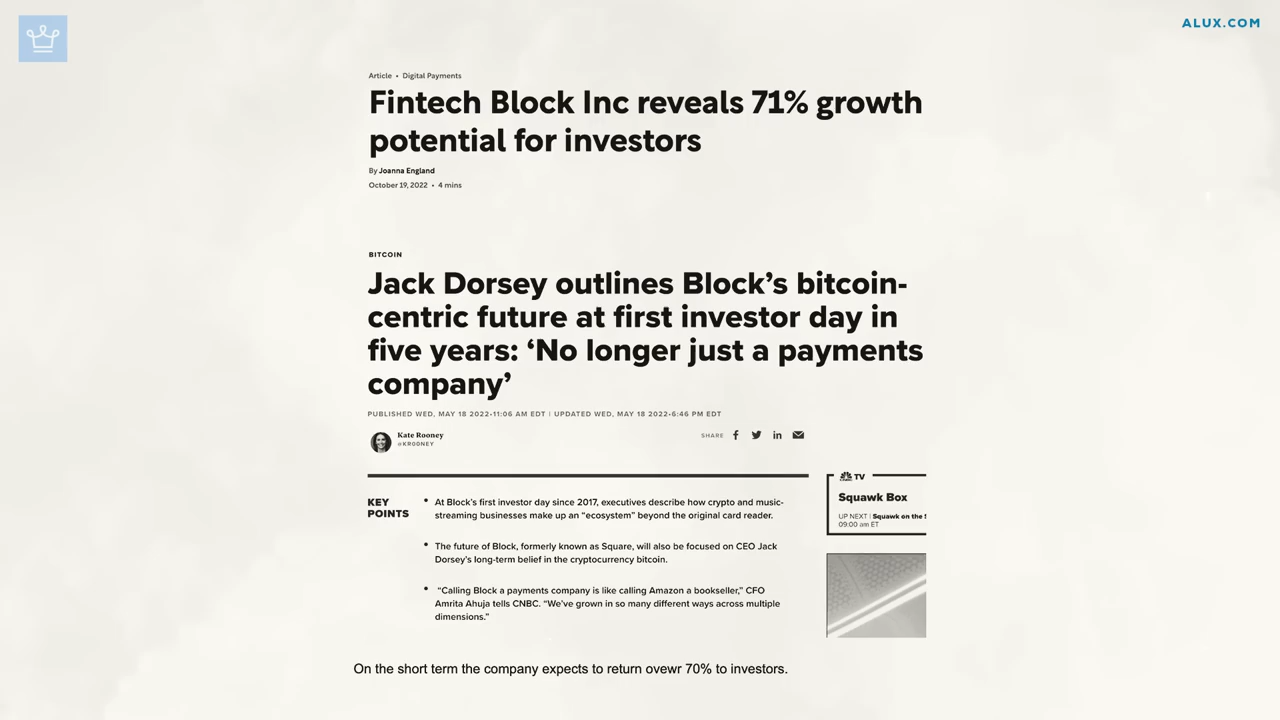 ALUX.COM
Article • Digital Payments
Fintech Block Inc reveals 71% growth
potential for investors
By Joanna England
October 19, 2022 • 4 mins
BITCOIN
Jack Dorsey outlines Block’s bitcoin-
centric future at first investor day in
five years: ‘No longer just a payments
company’
PUBLISHED WED, MAY 18 2022•11:06 AM EDT | UPDATED WED, MAY 18 2022•6:46 PM EDT
Kate Rooney
@KR00NEY
SHARE
KEY
POINTS
• At Block’s first investor day since 2017, executives describe how crypto and music-
streaming businesses make up an “ecosystem” beyond the original card reader.
• The future of Block, formerly known as Square, will also be focused on CEO Jack
Dorsey’s long-term belief in the cryptocurrency bitcoin.
• “Calling Block a payments company is like calling Amazon a bookseller,” CFO
Amrita Ahuja tells CNBC. “We’ve grown in so many different ways across multiple
dimensions.”
TV
Squawk Box
UP NEXT | Squawk on the
09:00 am ET
On the short term the company expects to return ovewr 70% to investors.